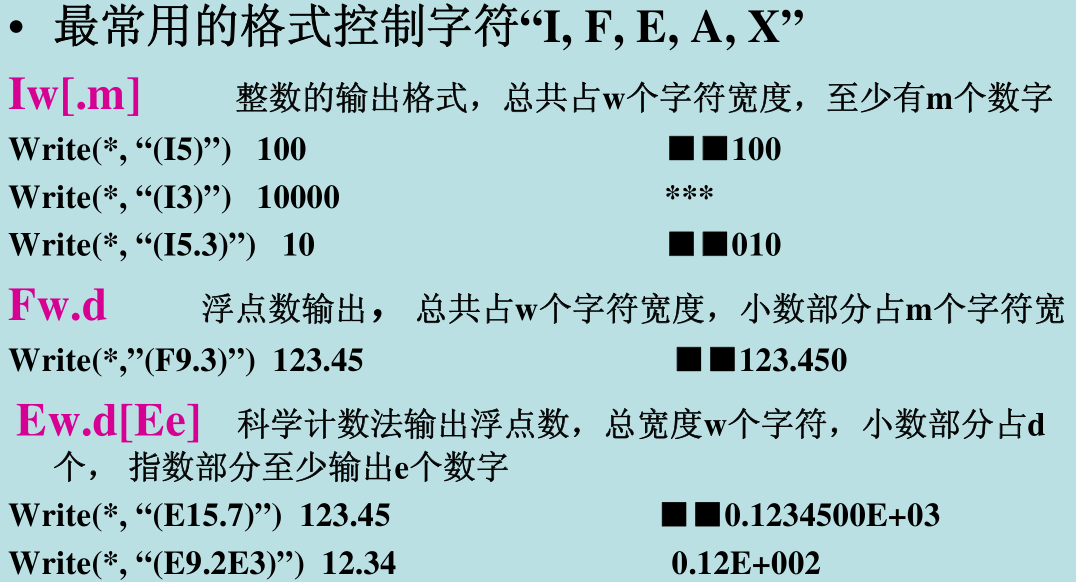 • 最常用的格式控制字符“I, F, E, A, X”
Iw[.m] 整数的输出格式，总共占w个字符宽度，至少有m个数字
Write(*, “(I5)”) 100 ■■100
Write(*, “(I3)”) 10000 ***
Write(*, “(I5.3)”) 10 ■■010
Fw.d 浮点数输出， 总共占w个字符宽度，小数部分占m个字符宽
Write(*,”(F9.3)”) 123.45 ■■123.450
Ew.d[Ee] 科学计数法输出浮点数，总宽度w个字符，小数部分占d
个， 指数部分至少输出e个数字
Write(*, “(E15.7)”) 123.45 ■■0.1234500E+03
Write(*, “(E9.2E3)”) 12.34 0.12E+002